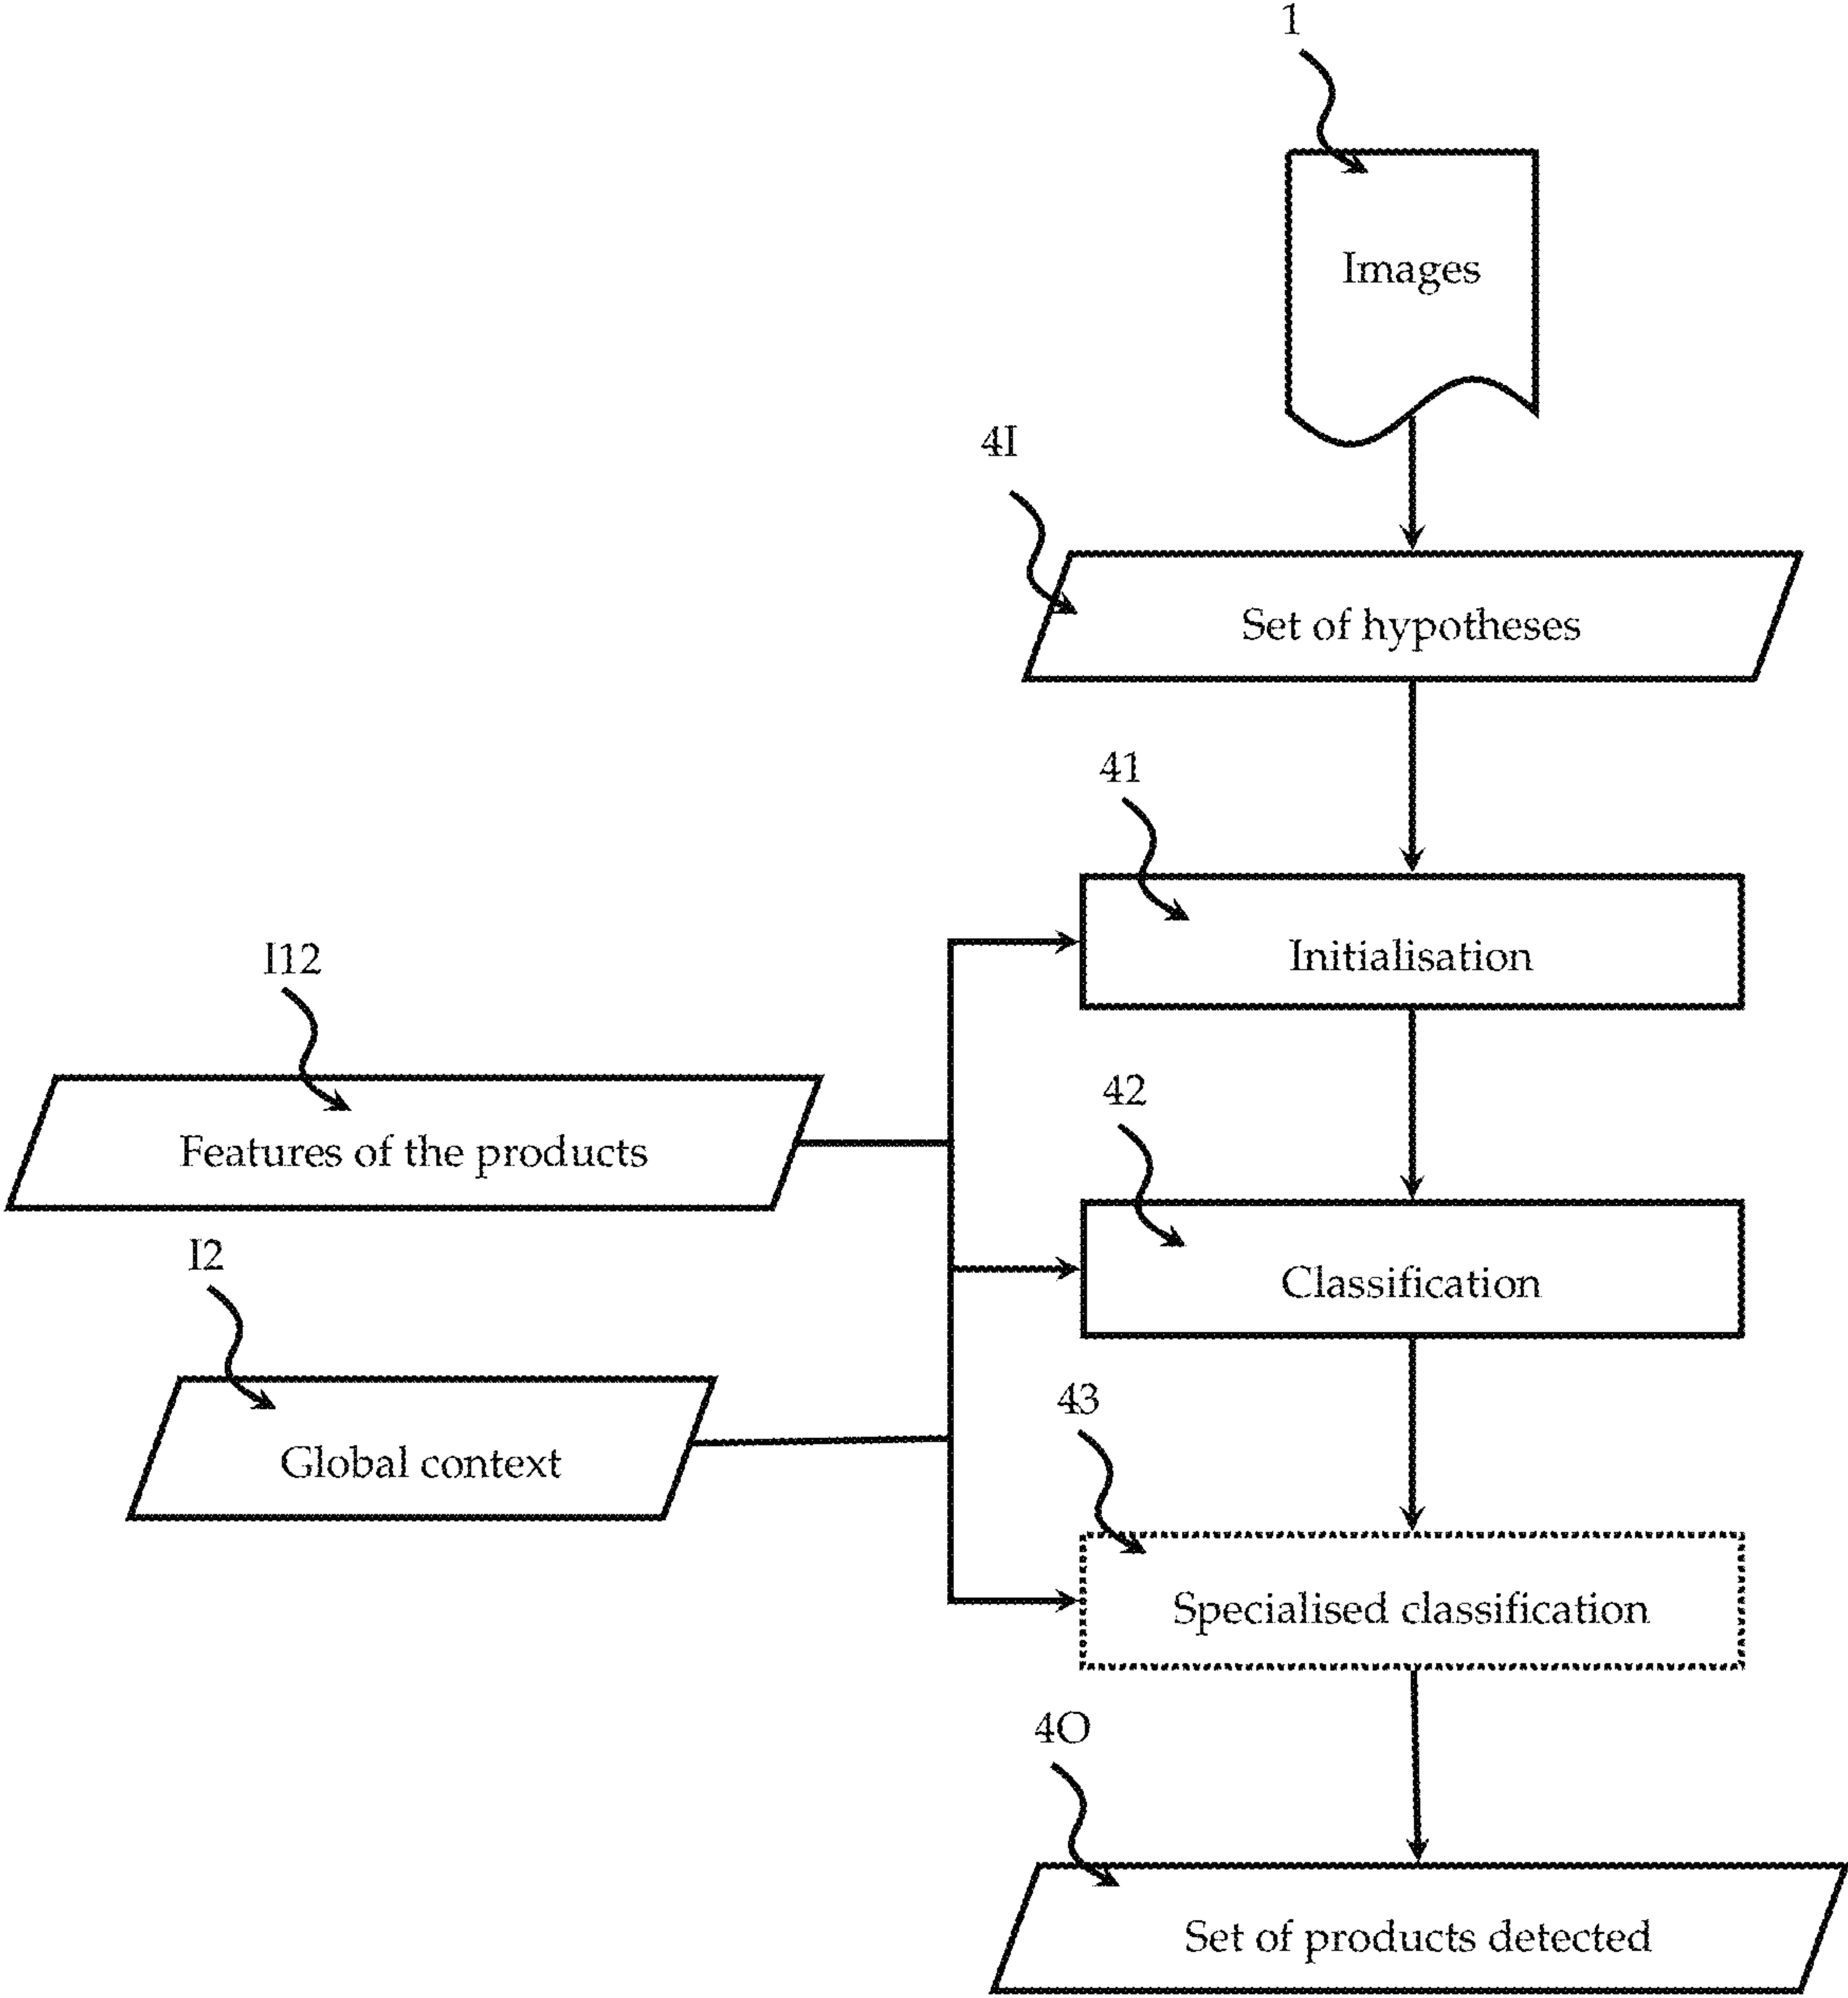 1
Images
4I
Set of hypotheses
41
Initialisation
I12
Features of the products
42
Classification
I2
Global context
43
Specialised classification
4O
Set of products detected